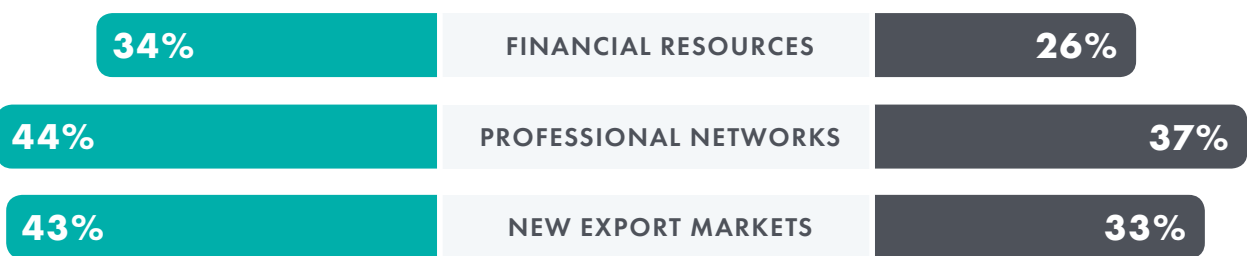 34% FINANCIAL RESOURCES 26%
44% PROFESSIONAL NETWORKS 37%
43% NEW EXPORT MARKETS 33%